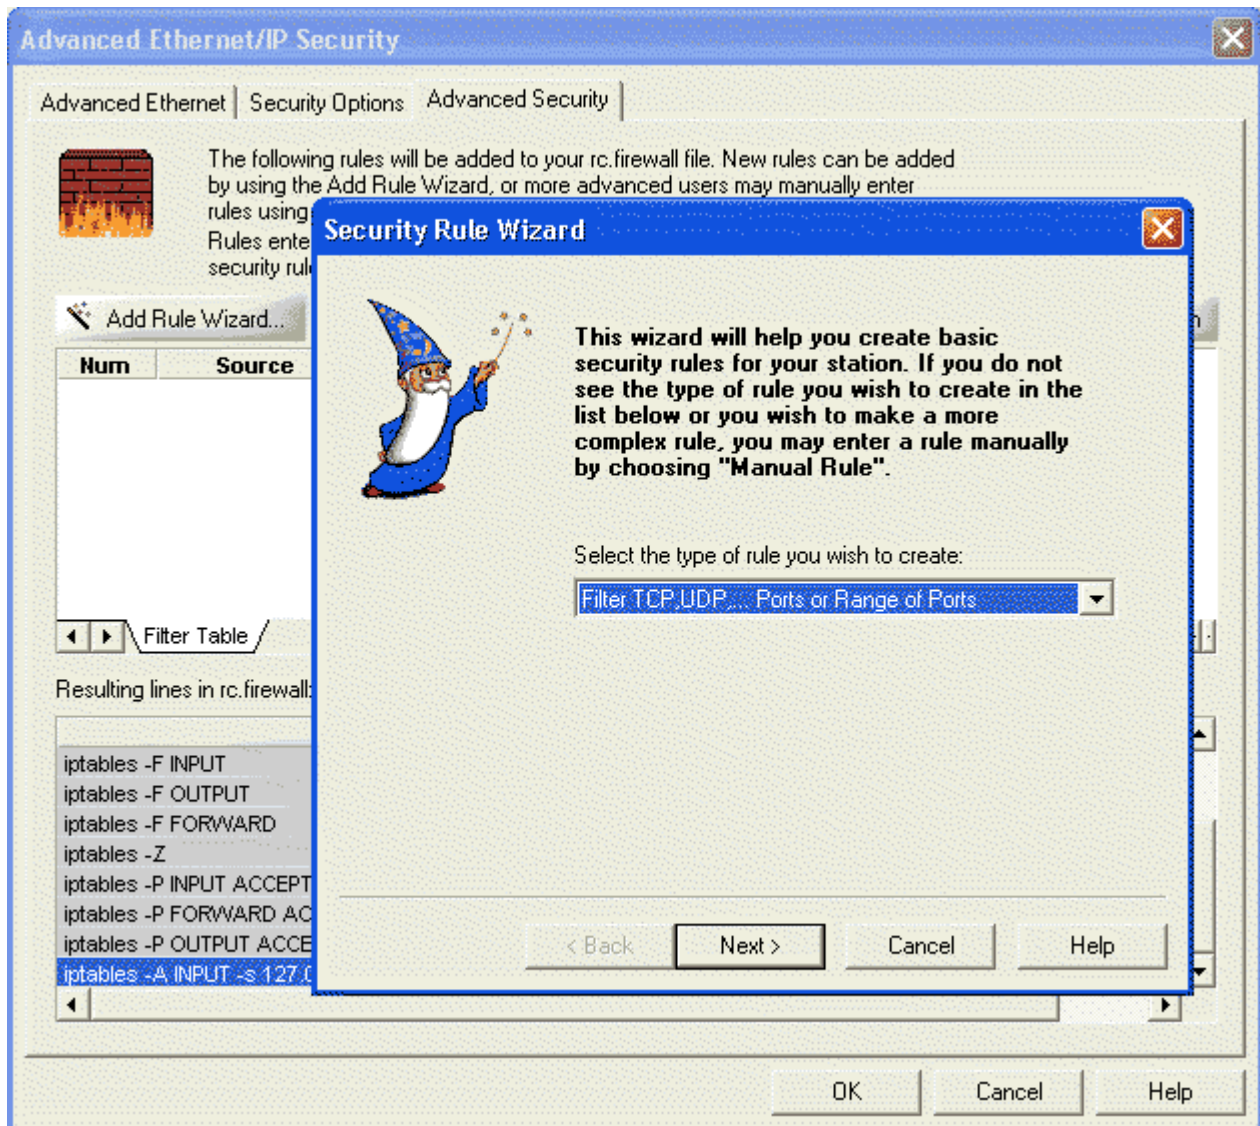 Advanced Ethernet/IP Security
Advanced Ethernet
Security Options
Advanced Security
The following rules will be added to your rc.firewall file. New rules can be added
by using the Add Rule Wizard, or more advanced users may manually enter
rules using
Rules ente
security rul
Add Rule Wizard...
Num
Source
Filter Table
Resulting lines in rc.firewall:
iptables -F INPUT
iptables -F OUTPUT
iptables -F FORWARD
iptables -Z
iptables -P INPUT ACCEPT
iptables -P FORWARD AC
iptables -P OUTPUT ACCE
iptables -A INPUT -s 127.0
Security Rule Wizard
This wizard will help you create basic
security rules for your station. If you do not
see the type of rule you wish to create in the
list below or you wish to make a more
complex rule, you may enter a rule manually
by choosing "Manual Rule".
Select the type of rule you wish to create:
Filter TCP,UDP,... Ports or Range of Ports
< Back
Next >
Cancel
Help
OK
Cancel
Help